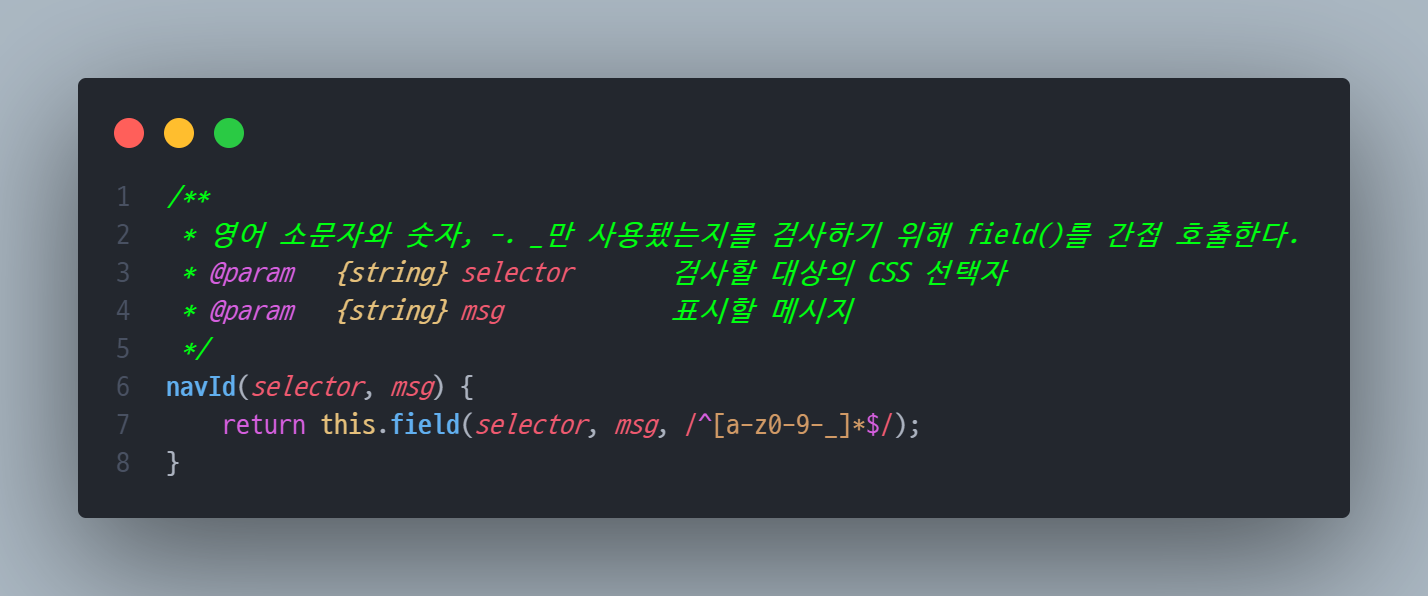 1 /**
2  * 영어 소문자와 숫자, -. _만 사용됐는지를 검사하기 위해 field()를 간접 호출한다.
3  * @param   {string} selector       검사할 대상의 CSS 선택자
4  * @param   {string} msg            표시할 메시지
5  */
6 navId(selector, msg) {
7     return this.field(selector, msg, /^[a-z0-9-_]*$/);
8 }